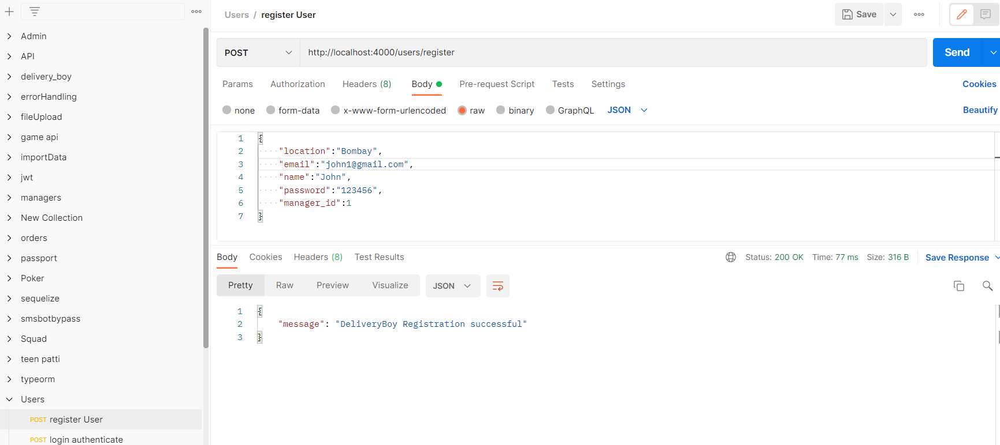 Users / register User
Save
Admin
API
delivery_boy
errorHandling
fileUpload
game api
importData
jwt
managers
New Collection
orders
passport
Poker
sequelize
smsbotbypass
Squad
teen patti
typeorm
Users
POST register User
POST login authenticate
POST http://localhost:4000/users/register Send
Params Authorization Headers (8) Body Pre-request Script Tests Settings Cookies
none form-data x-www-form-urlencoded raw binary GraphQL JSON Beautify
1 {
2 "location":"Bombay",
3 "email":"john1@gmail.com",
4 "name":"John",
5 "password":"123456",
6 "manager_id":1
7 }
Body Cookies Headers (8) Test Results Status: 200 OK Time: 77 ms Size: 316 B Save Response
Pretty Raw Preview Visualize JSON
1 {
2 "message": "DeliveryBoy Registration successful"
3 }